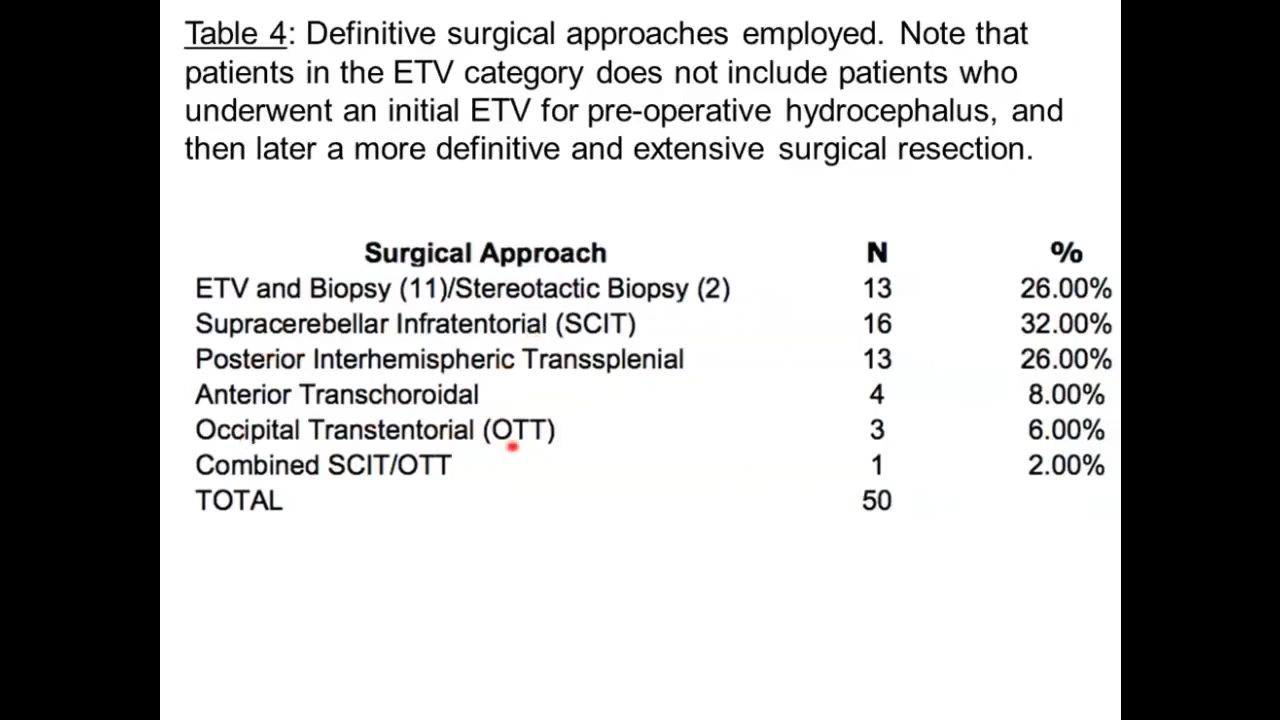 Table 4: Definitive surgical approaches employed. Note that
patients in the ETV category does not include patients who
underwent an initial ETV for pre-operative hydrocephalus, and
then later a more definitive and extensive surgical resection.
Surgical Approach N %
ETV and Biopsy (11)/Stereotactic Biopsy (2) 13 26.00%
Supracerebellar Infratentorial (SCIT) 16 32.00%
Posterior Interhemispheric Transsplenial 13 26.00%
Anterior Transchoroidal 4 8.00%
Occipital Transtentorial (OTT) 3 6.00%
Combined SCIT/OTT 1 2.00%
TOTAL 50